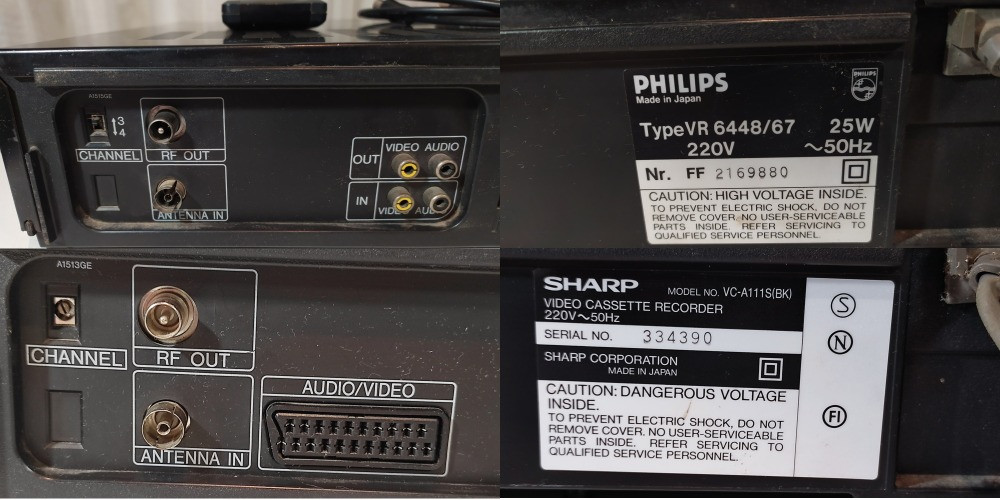 A1515GE
3
4
CHANNEL
RF OUT
ANTENNA IN
VIDEO AUDIO
OUT
IN
VIDEO AUDIO
PHILIPS
Made in Japan
PHILIPS
Type VR 6448/67 25W
220V ~50Hz
Nr. FF 2169880
CAUTION: HIGH VOLTAGE INSIDE.
TO PREVENT ELECTRIC SHOCK, DO NOT
REMOVE COVER. NO USER-SERVICEABLE
PARTS INSIDE. REFER SERVICING TO
QUALIFIED SERVICE PERSONNEL.
A1513GE
CHANNEL
RF OUT
ANTENNA IN
AUDIO/VIDEO
SHARP MODEL NO. VC-A111S(BK)
VIDEO CASSETTE RECORDER
220V~50Hz
SERIAL NO. 334390
SHARP CORPORATION
MADE IN JAPAN
CAUTION: DANGEROUS VOLTAGE
INSIDE.
TO PREVENT ELECTRIC SHOCK, DO NOT
REMOVE COVER. NO USER-SERVICEABLE
PARTS INSIDE. REFER SERVICING TO
QUALIFIED SERVICE PERSONNEL.
S
N
FI